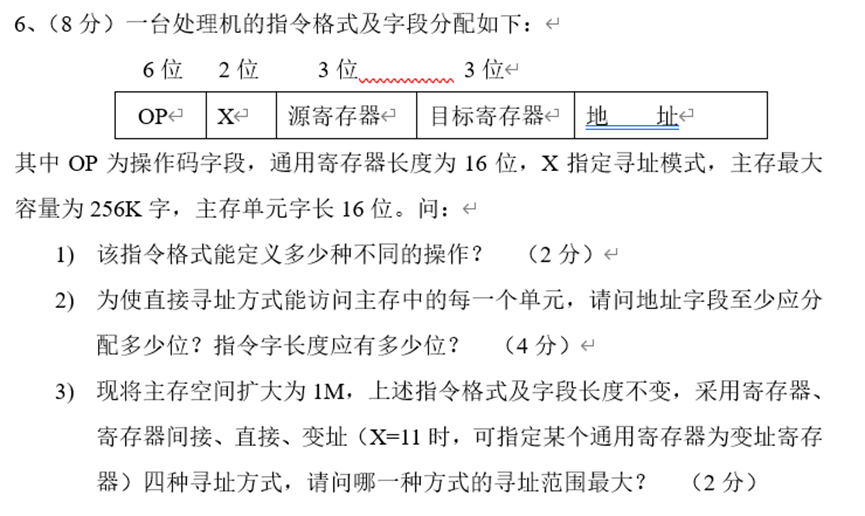 6、（8 分）一台处理机的指令格式及字段分配如下：↵
6 位 2 位 3 位 3 位↵
OP↵ X↵ 源寄存器↵ 目标寄存器↵ 地 址↵
其中 OP 为操作码字段，通用寄存器长度为 16 位，X 指定寻址模式，主存最大
容量为 256K 字，主存单元字长 16 位。问：↵
1) 该指令格式能定义多少种不同的操作？ （2 分）↵
2) 为使直接寻址方式能访问主存中的每一个单元，请问地址字段至少应分
配多少位？指令字长度应有多少位？ （4 分）↵
3) 现将主存空间扩大为 1M，上述指令格式及字段长度不变，采用寄存器、
寄存器间接、直接、变址（X=11 时，可指定某个通用寄存器为变址寄存
器）四种寻址方式，请问哪一种方式的寻址范围最大？ （2 分）